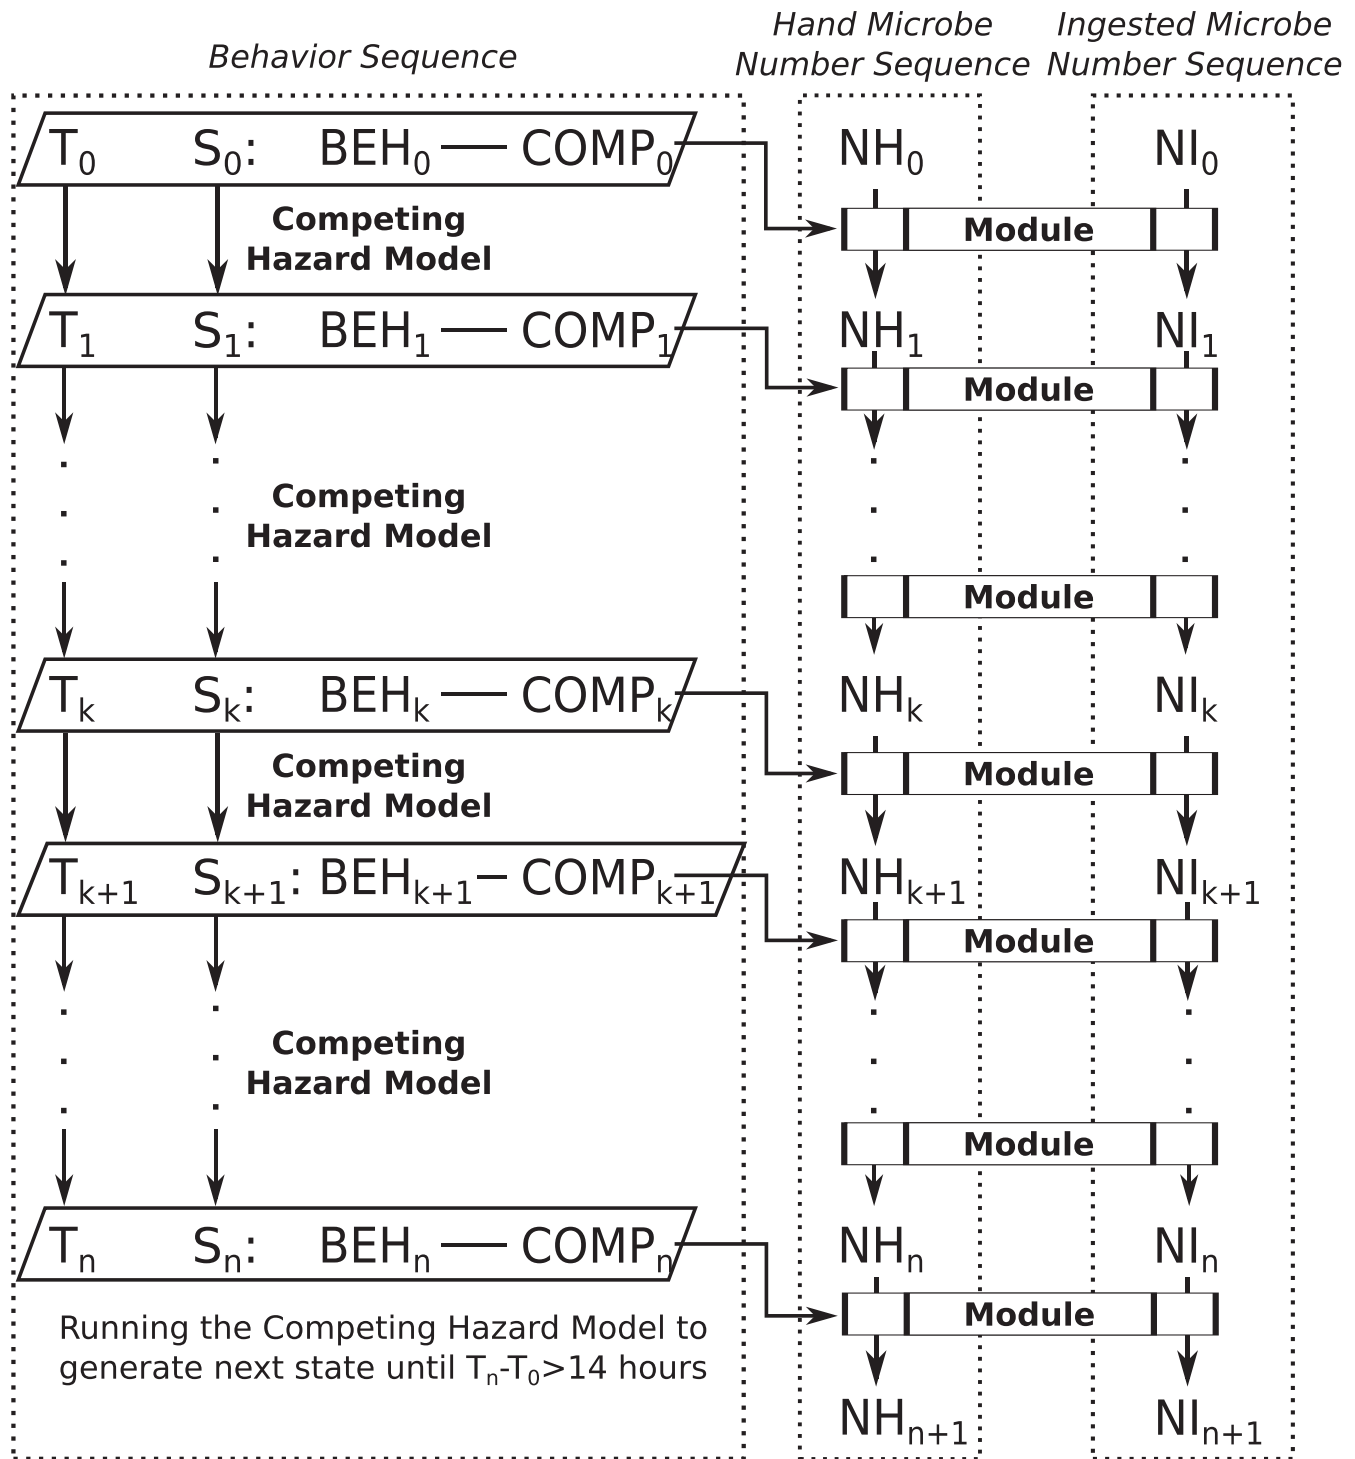 Behavior Sequence
Hand Microbe
Number Sequence
Ingested Microbe
Number Sequence
T0 S0: BEH0 — COMP0
NH0
NI0
Competing
Hazard Model
Module
T1 S1: BEH1 — COMP1
NH1
NI1
Module
Competing
Hazard Model
Module
Tk Sk: BEHk — COMPk
NHk
NIk
Competing
Hazard Model
Module
Tk+1 Sk+1: BEHk+1 — COMPk+1
NHk+1
NIk+1
Module
Competing
Hazard Model
Module
Tn Sn: BEHn — COMPn
NHn
NIn
Module
Running the Competing Hazard Model to
generate next state until Tn-T0>14 hours
NHn+1
NIn+1